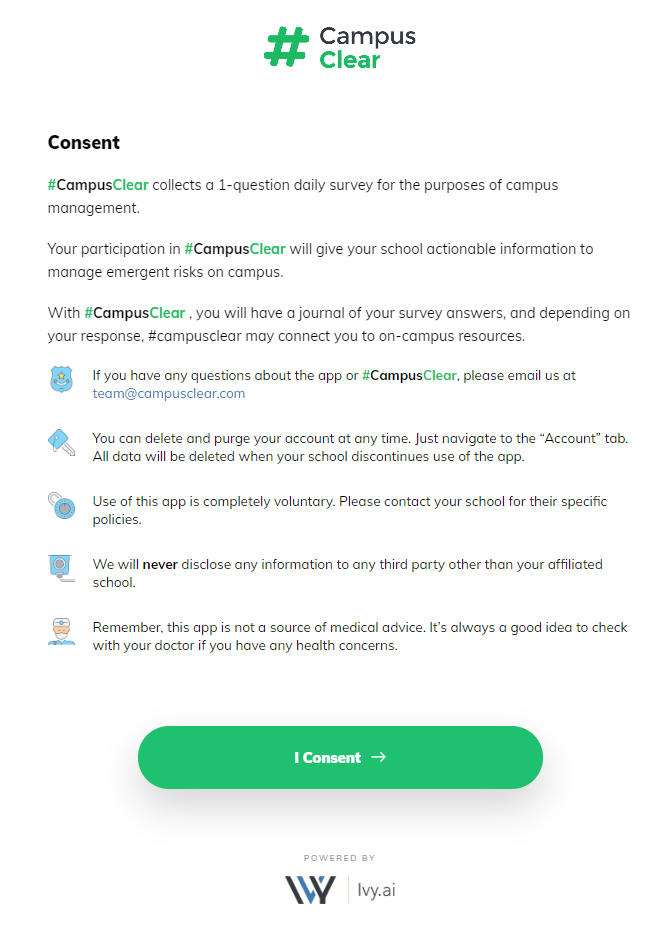 # Campus
Clear
Consent
#CampusClear collects a 1-question daily survey for the purposes of campus
management.
Your participation in #CampusClear will give your school actionable information to
manage emergent risks on campus.
With #CampusClear , you will have a journal of your survey answers, and depending on
your response, #campusclear may connect you to on-campus resources.
If you have any questions about the app or #CampusClear, please email us at
team@campusclear.com
You can delete and purge your account at any time. Just navigate to the “Account” tab.
All data will be deleted when your school discontinues use of the app.
Use of this app is completely voluntary. Please contact your school for their specific
policies.
We will never disclose any information to any third party other than your affiliated
school.
Remember, this app is not a source of medical advice. It’s always a good idea to check
with your doctor if you have any health concerns.
I Consent →
POWERED BY
IVY | Ivy.ai